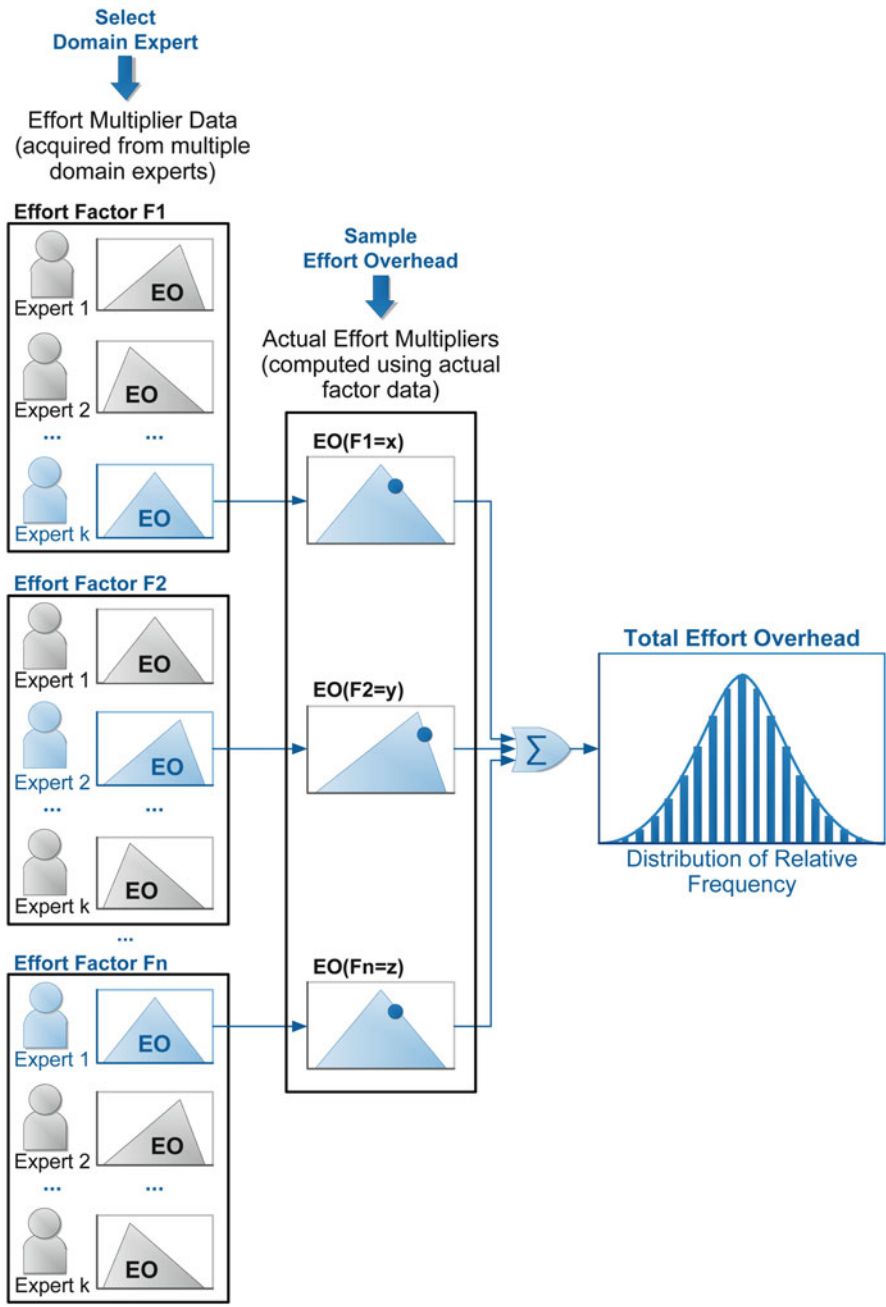 Select
Domain Expert
Effort Multiplier Data
(acquired from multiple
domain experts)
Effort Factor F1
EO
Expert 1
EO
Expert 2
...
...
EO
Expert k
Effort Factor F2
EO
Expert 1
EO
Expert 2
...
...
EO
Expert k
...
Effort Factor Fn
EO
Expert 1
EO
Expert 2
...
...
EO
Expert k
Sample
Effort Overhead
Actual Effort Multipliers
(computed using actual
factor data)
EO(F1=x)
EO(F2=y)
EO(Fn=z)
Σ
Total Effort Overhead
Distribution of Relative
Frequency